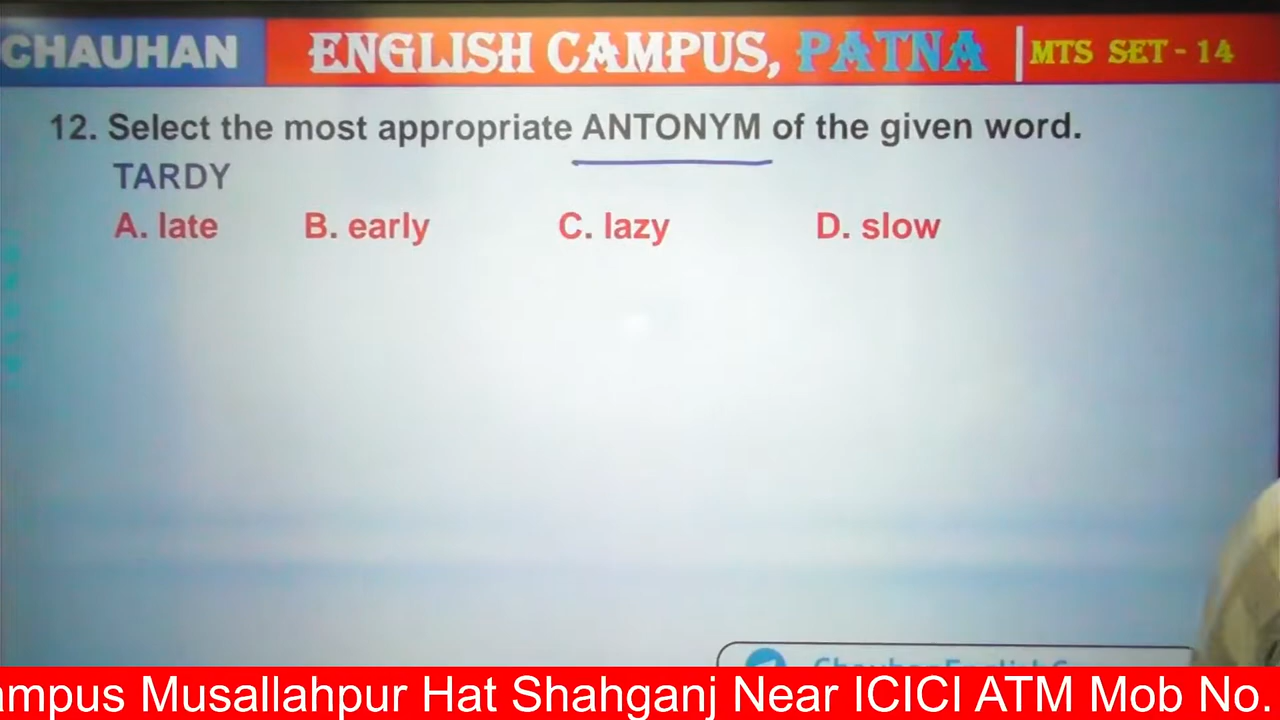 CHAUHAN ENGLISH CAMPUS, PATNA MTS SET - 14
12. Select the most appropriate ANTONYM of the given word.
TARDY
A. late B. early C. lazy D. slow
ampus Musallahpur Hat Shahganj Near ICICI ATM Mob No.